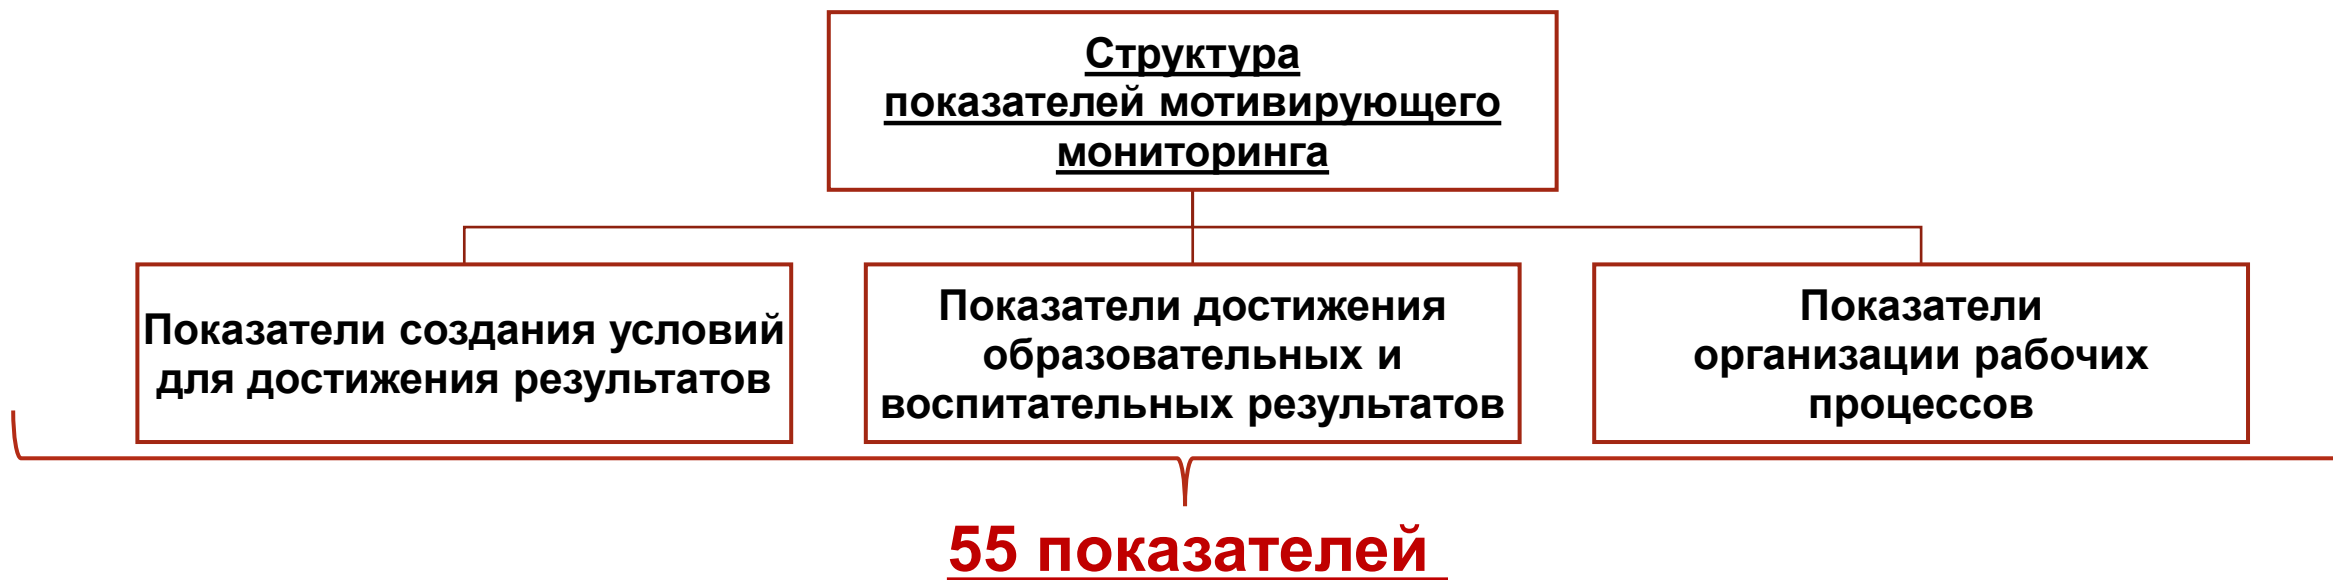 Структура
показателей мотивирующего
мониторинга
Показатели создания условий
для достижения результатов
Показатели достижения
образовательных и
воспитательных результатов
Показатели
организации рабочих
процессов
55 показателей